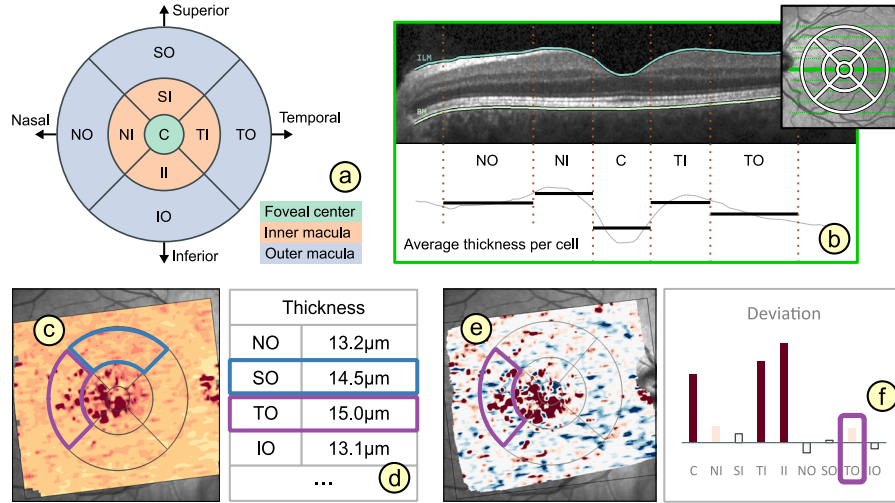 Superior
SO
SI
Nasal
NO
NI
C
TI
TO
Temporal
II
IO
Inferior
a
Foveal center
Inner macula
Outer macula
ILM
BM
NO
NI
C
TI
TO
Average thickness per cell
b
c
Thickness
NO 13.2µm
SO 14.5µm
TO 15.0µm
IO 13.1µm
...
d
e
Deviation
f
C NI SI TI II NO SO TO IO